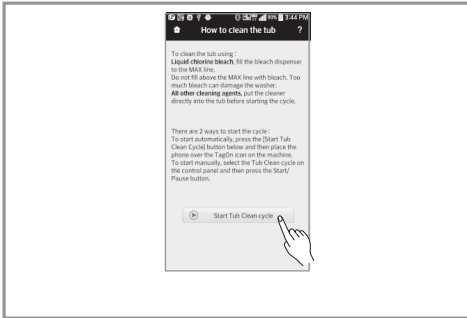 90% 3:44 PM
How to clean the tub ?
To clean the tub using :
Liquid chlorine bleach, fill the bleach dispenser
to the MAX line.
Do not fill above the MAX line with bleach. Too
much bleach can damage the washer.
All other cleaning agents, put the cleaner
directly into the tub before starting the cycle.
There are 2 ways to start the cycle :
To start automatically, press the [Start Tub
Clean Cycle] button below and then place the
phone over the TagOn icon on the machine.
To start manually, select the Tub Clean cycle on
the control panel and then press the Start/
Pause button.
Start Tub Clean cycle